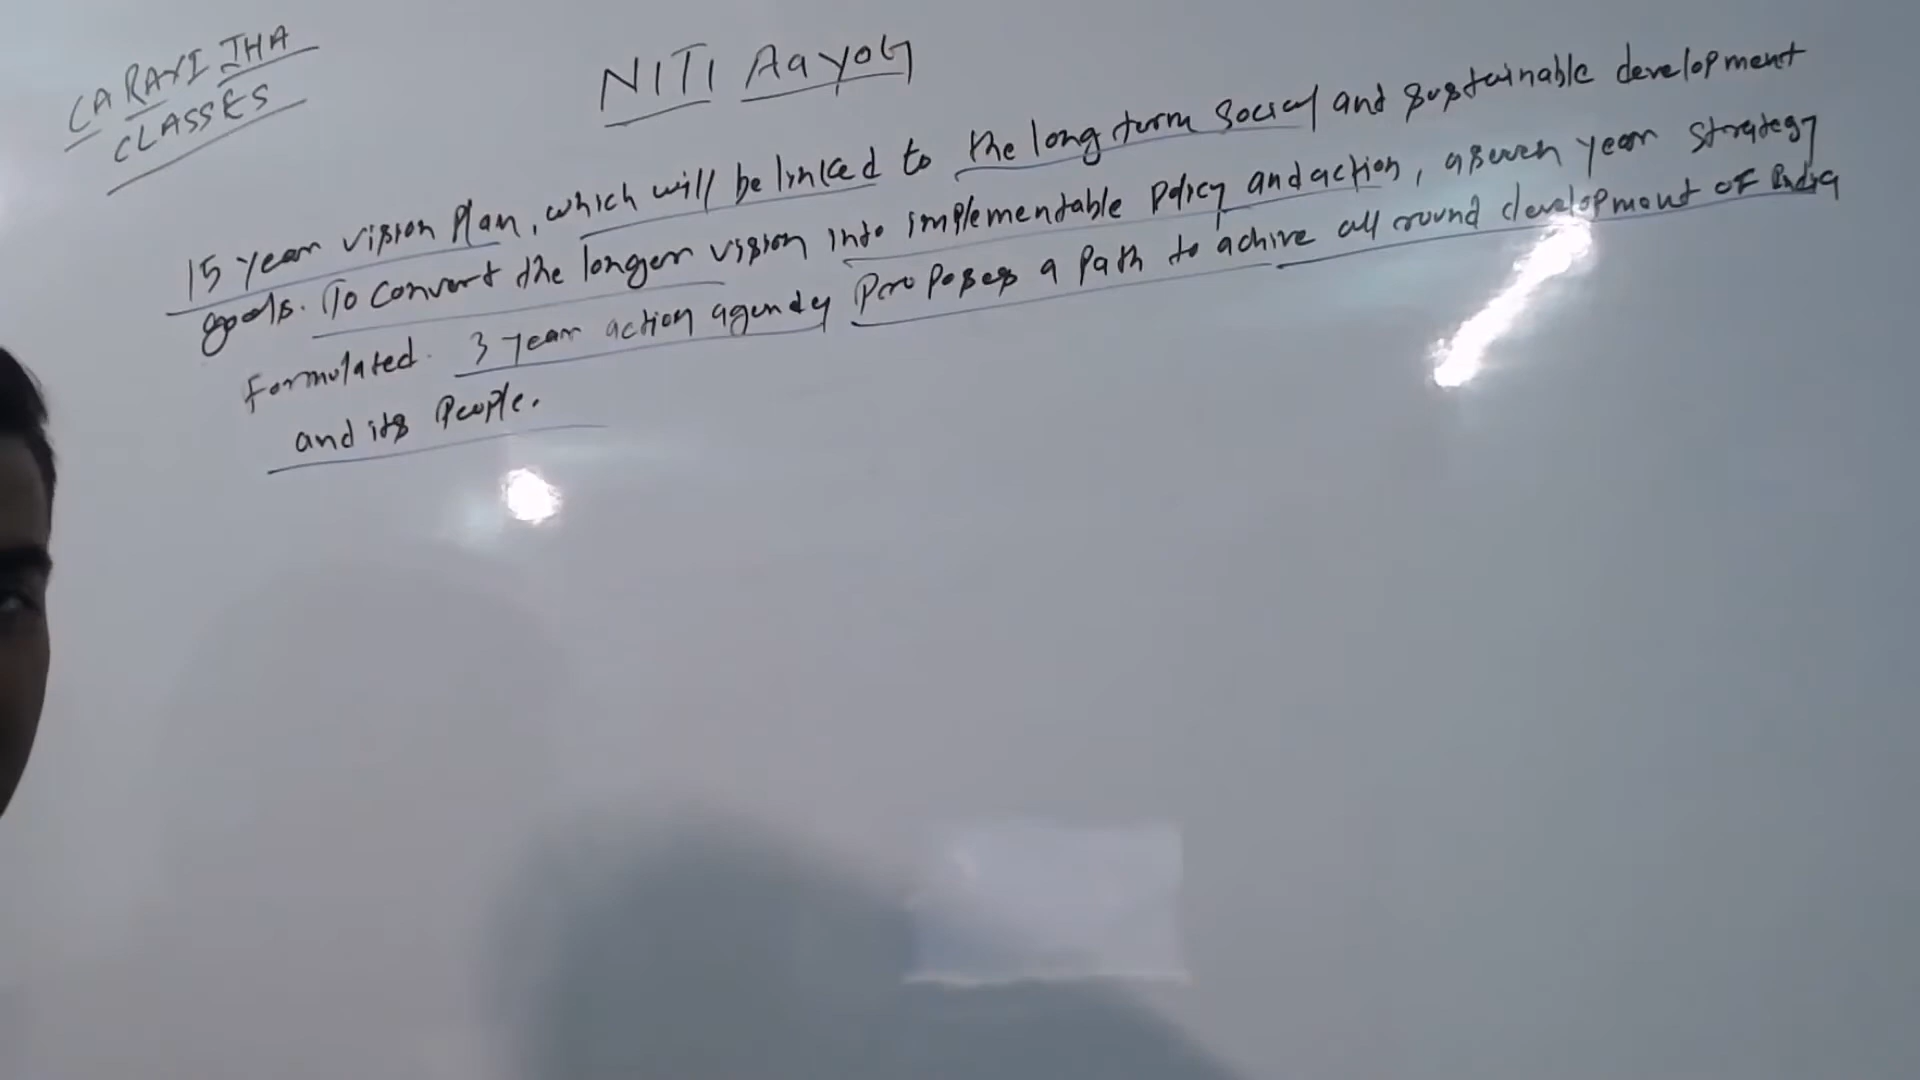 CA RAVI JHA
CLASSES
NITI Aayog
15 year vision plan, which will be linked to the long term social and sustainable development
goals. To convert the longer vision into implementable policy and action, a seven year strategy
formulated. 3 year action agenda proposes a path to achive all round development of India
and its people.